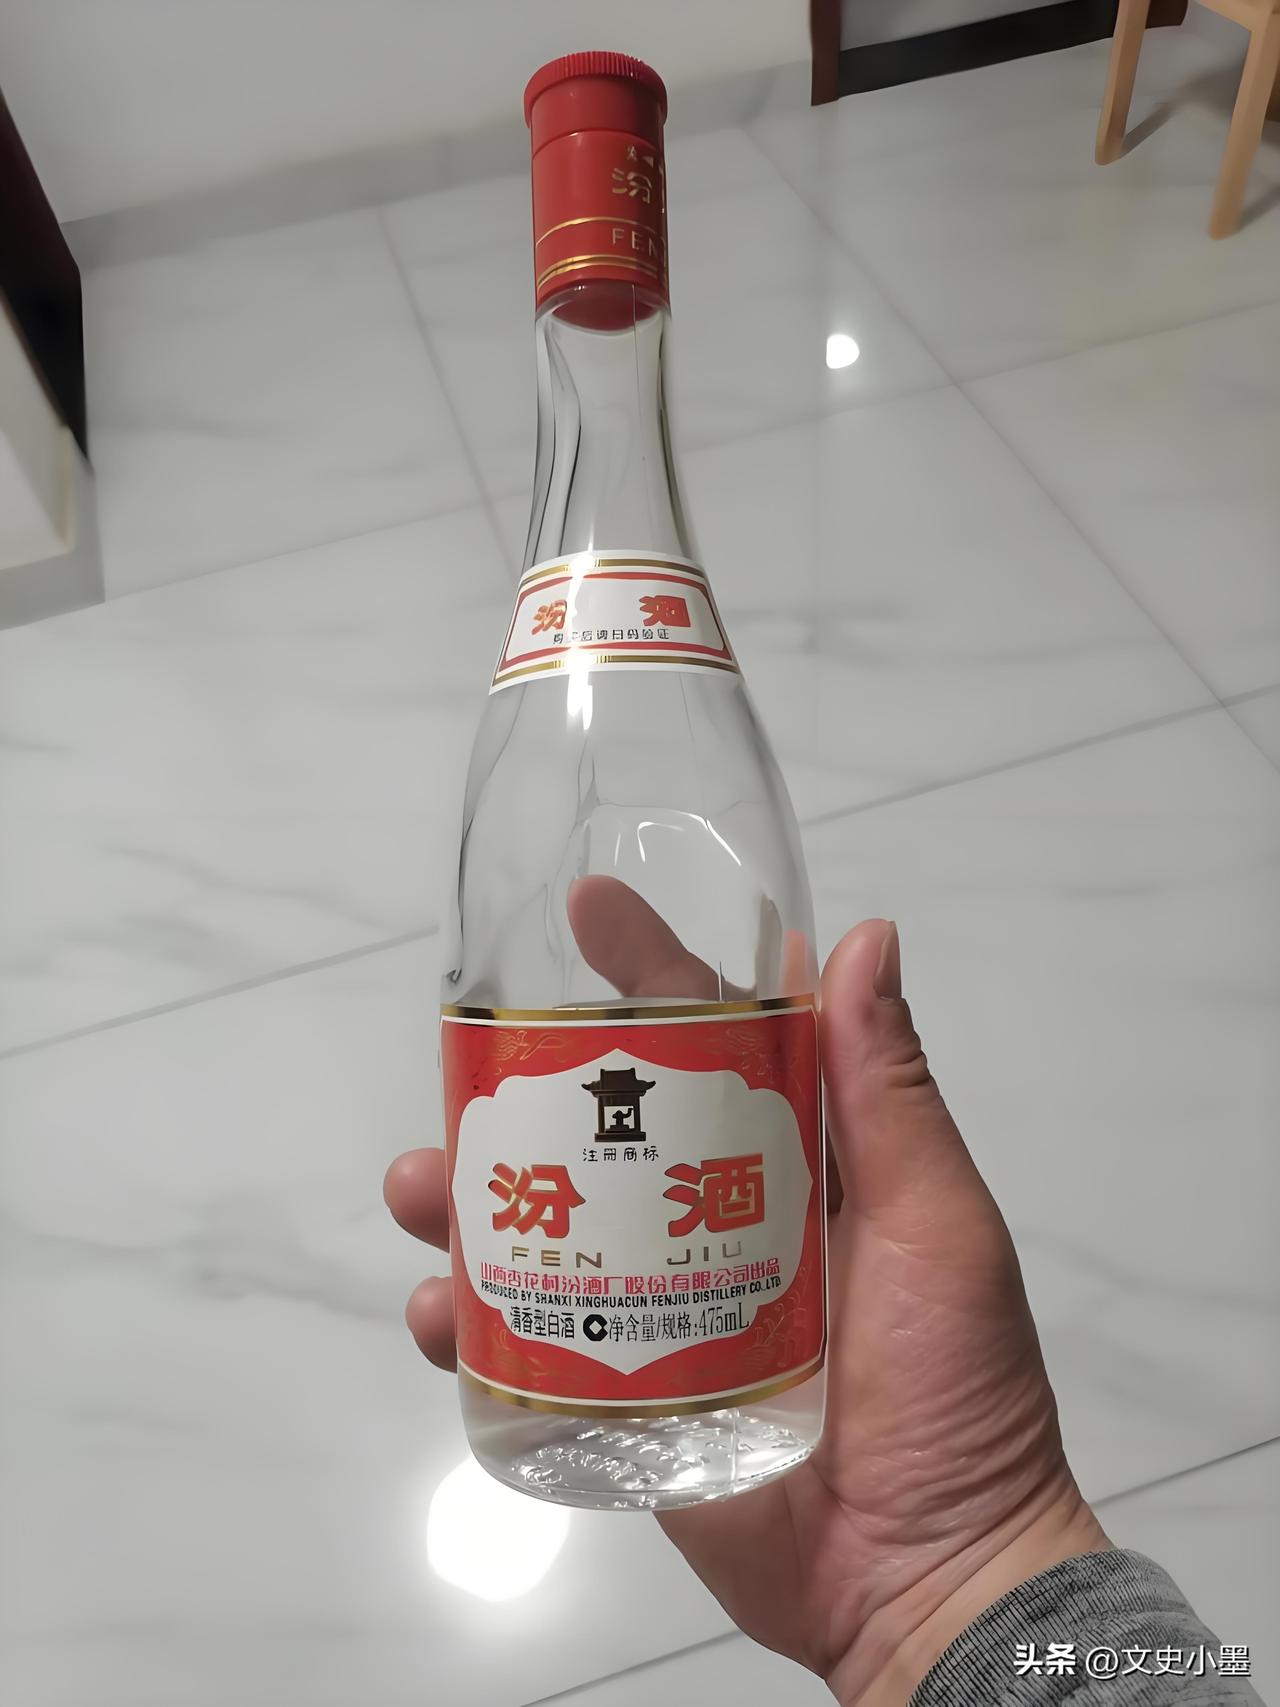 汾
FEN
汾 酒
注册商标
汾 酒
FEN JIU
山西杏花村汾酒厂股份有限公司出品
PRODUCED BY SHANXI XINGHUACUN FENJIU DISTILLERY CO.,LTD
清香型白酒 净含量/规格:475mL
头条 @文史小墨